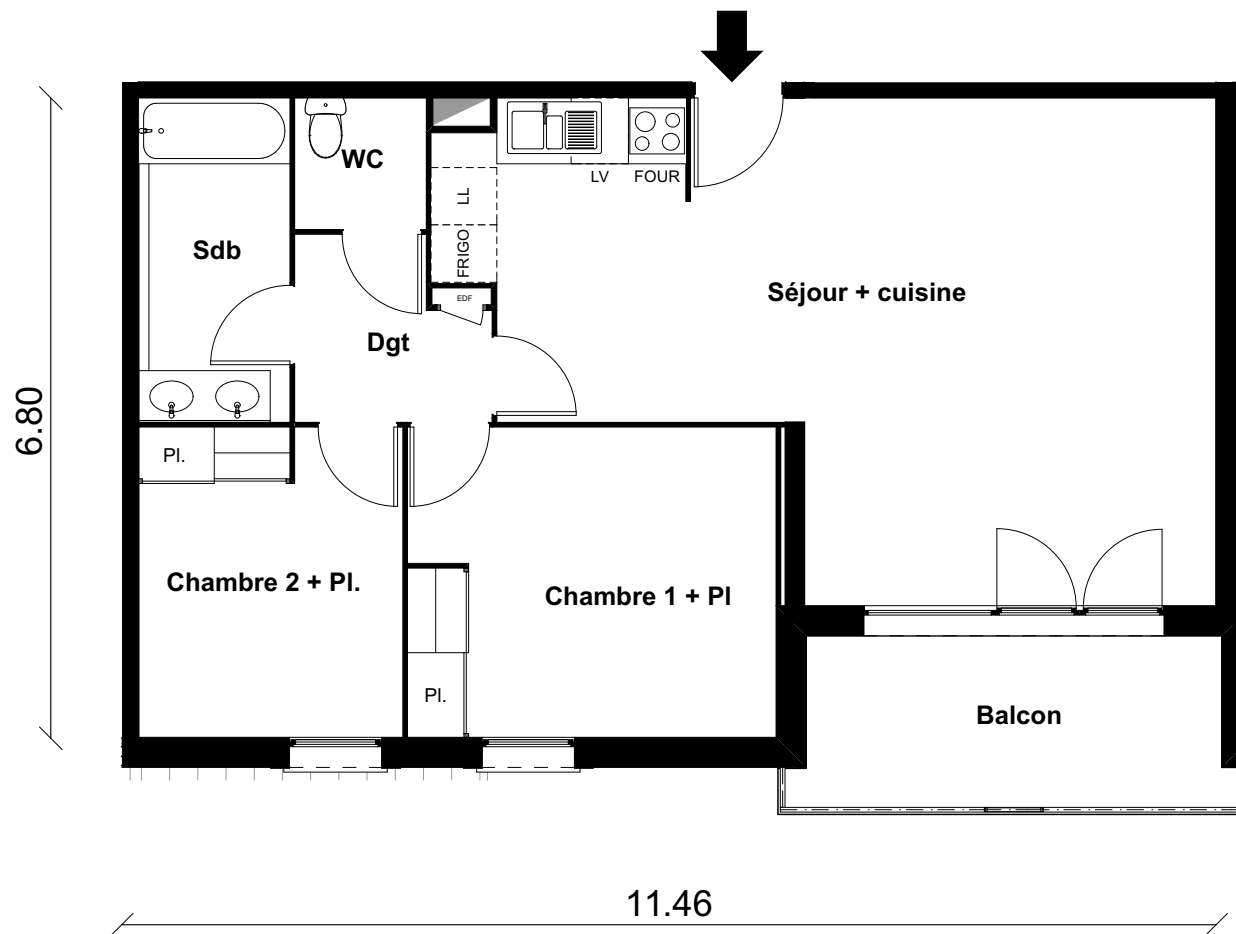 WC
LV
FOUR
LL
FRIGO
Sdb
EDF
Séjour + cuisine
Dgt
6.80
Pl.
Chambre 2 + Pl.
Chambre 1 + Pl
Pl.
Balcon
11.46